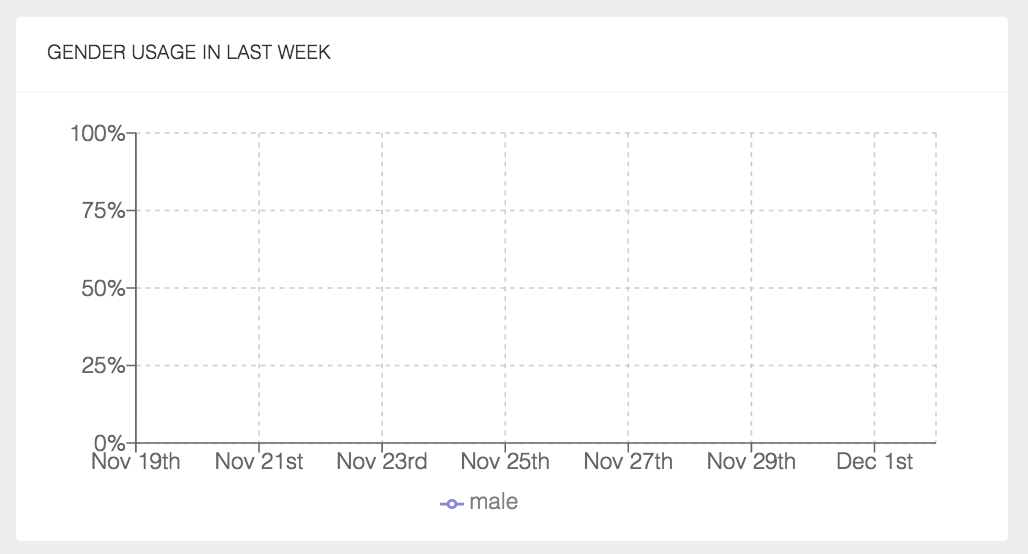 GENDER USAGE IN LAST WEEK
100%
75%
50%
25%
0%
Nov 19th Nov 21st Nov 23rd Nov 25th Nov 27th Nov 29th Dec 1st
male